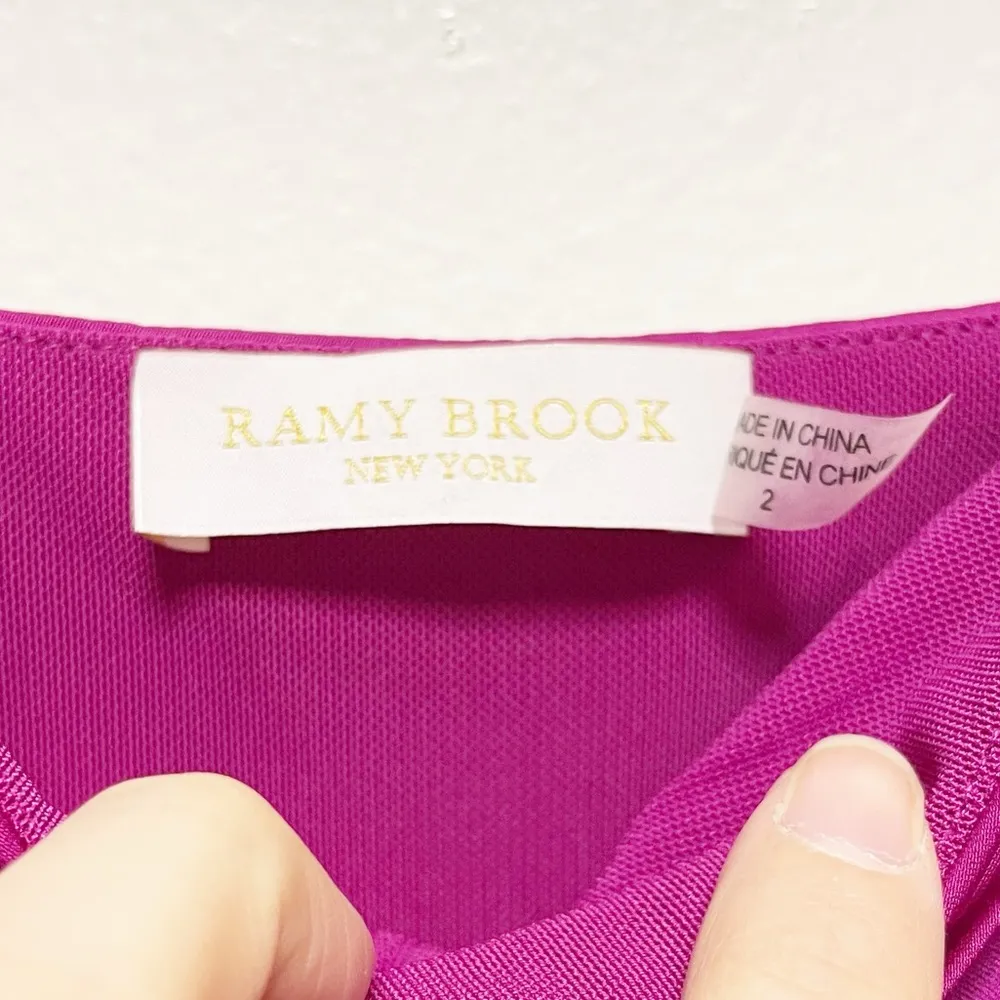 RAMY BROOK
NEW YORK
ADE IN CHINA
IQUÉ EN CHINE
2